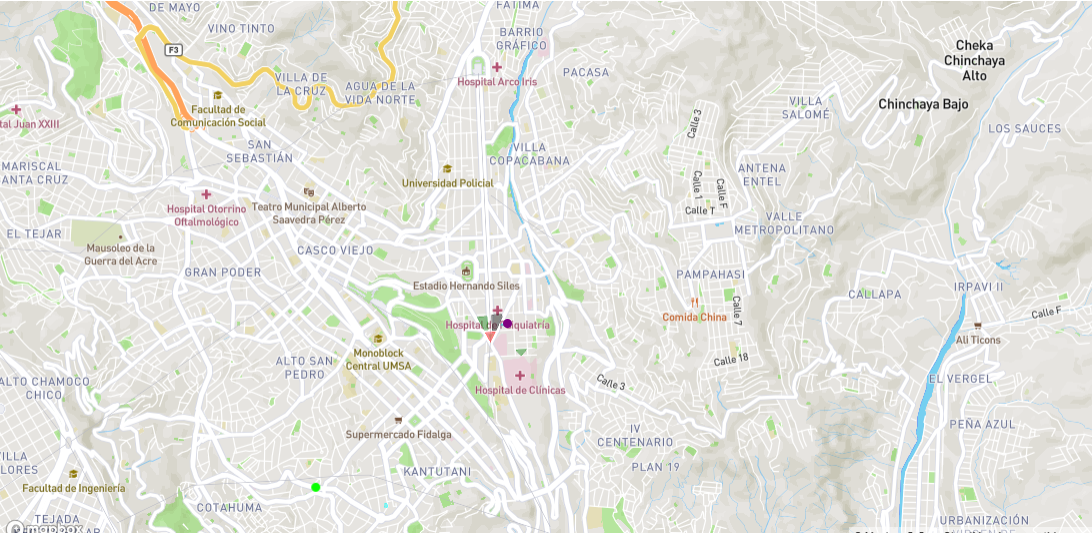 DE MAYO
FATIMA
VINO TINTO
BARRIO
GRÁFICO
F3
Cheka
Chinchaya
Alto
VILLA DE
LA CRUZ
AGUA DE LA
VIDA NORTE
Hospital Arco Iris
PACASA
Facultad de
Comunicación Social
VILLA
SALOMÉ
Chinchaya Bajo
tal Juan XXIII
Calle 3
LOS SAUCES
SAN
SEBASTIÁN
VILLA
COPACABANA
MARISCAL
ANTA CRUZ
Universidad Policial
ANTENA
ENTEL
Calle 1
Calle F
Hospital Otorrino
Oftalmológico
Teatro Municipal Alberto
Saavedra Pérez
Calle T
VALLE
METROPOLITANO
EL TEJAR
Mausoleo de la
Guerra del Acre
CASCO VIEJO
GRAN PODER
Estadio Hernando Siles
PAMPAHASI
CALLAPA
IRPAVI II
Comida China
Calle 7
Calle F
Hospital de Psiquiatría
All Ticons
Monoblock
Central UMSA
ALTO SAN
PEDRO
Calle 18
ALTO CHAMOCO
CHICO
Hospital de Clínicas
Calle 3
EL VERGEL
Supermercado Fidalga
IV
CENTENARIO
PEÑA AZUL
VILLA
LORES
KANTUTANI
PLAN 19
Facultad de Ingeniería
COTAHUMA
TEJADA
URBANIZACIÓN
mapbox